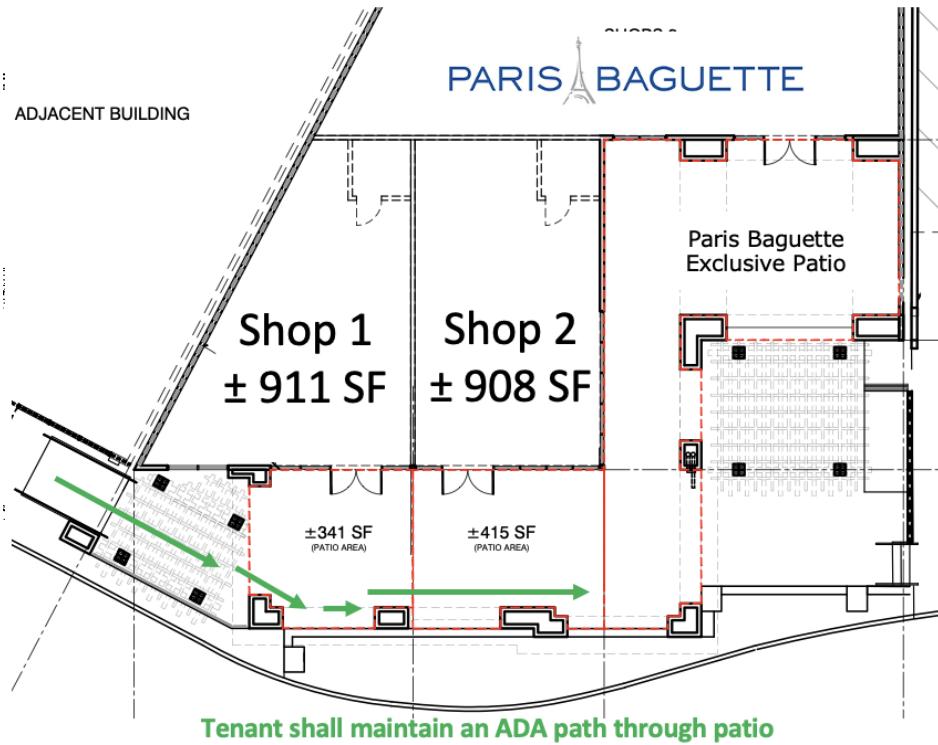 PARIS BAGUETTE
ADJACENT BUILDING
Paris Baguette
Exclusive Patio
Shop 1
± 911 SF
Shop 2
± 908 SF
±341 SF
(PATIO AREA)
±415 SF
(PATIO AREA)
Tenant shall maintain an ADA path through patio